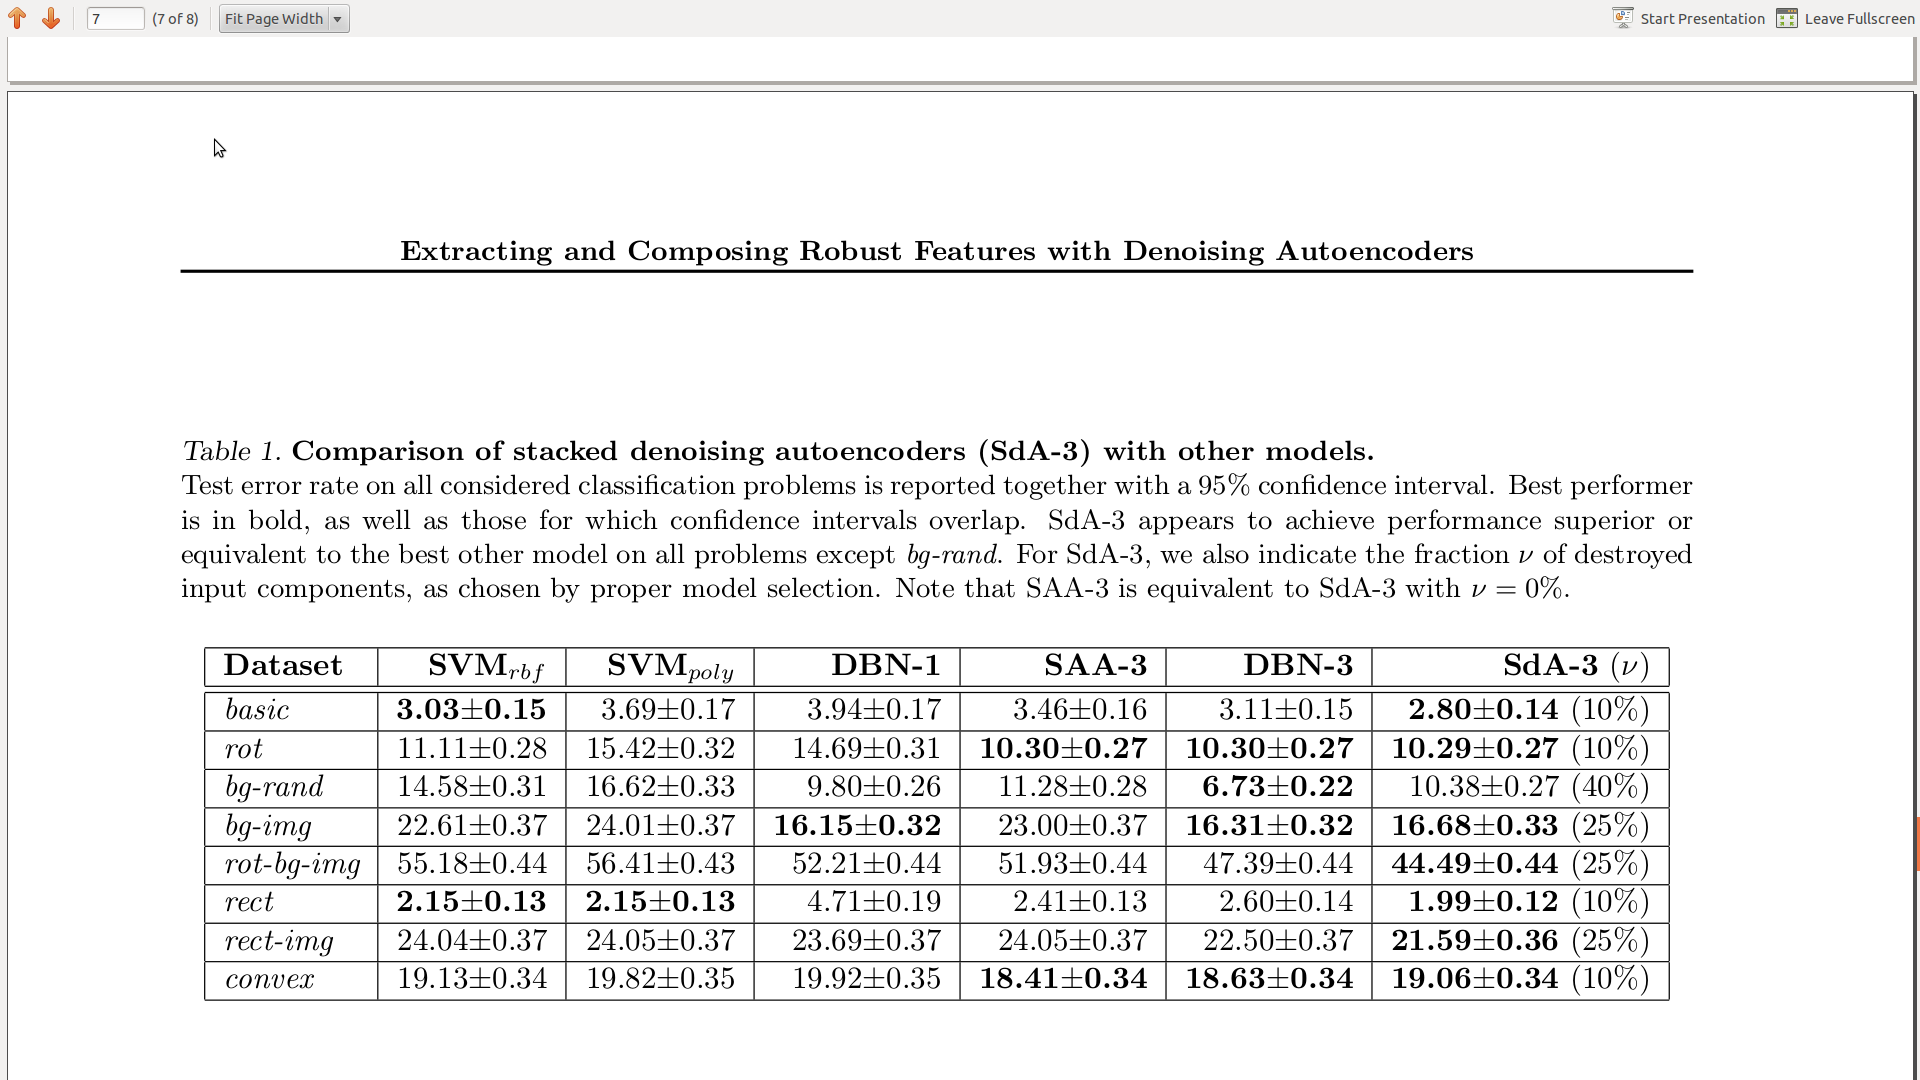 7 (7 of 8) Fit Page Width Start Presentation Leave Fullscreen
Extracting and Composing Robust Features with Denoising Autoencoders
Table 1. Comparison of stacked denoising autoencoders (SdA-3) with other models.
Test error rate on all considered classification problems is reported together with a 95% confidence interval. Best performer
is in bold, as well as those for which confidence intervals overlap. SdA-3 appears to achieve performance superior or
equivalent to the best other model on all problems except bg-rand. For SdA-3, we also indicate the fraction ν of destroyed
input components, as chosen by proper model selection. Note that SAA-3 is equivalent to SdA-3 with ν = 0%.
Dataset SVMrbf SVMpoly DBN-1 SAA-3 DBN-3 SdA-3 (ν)
basic 3.03±0.15 3.69±0.17 3.94±0.17 3.46±0.16 3.11±0.15 2.80±0.14 (10%)
rot 11.11±0.28 15.42±0.32 14.69±0.31 10.30±0.27 10.30±0.27 10.29±0.27 (10%)
bg-rand 14.58±0.31 16.62±0.33 9.80±0.26 11.28±0.28 6.73±0.22 10.38±0.27 (40%)
bg-img 22.61±0.37 24.01±0.37 16.15±0.32 23.00±0.37 16.31±0.32 16.68±0.33 (25%)
rot-bg-img 55.18±0.44 56.41±0.43 52.21±0.44 51.93±0.44 47.39±0.44 44.49±0.44 (25%)
rect 2.15±0.13 2.15±0.13 4.71±0.19 2.41±0.13 2.60±0.14 1.99±0.12 (10%)
rect-img 24.04±0.37 24.05±0.37 23.69±0.37 24.05±0.37 22.50±0.37 21.59±0.36 (25%)
convex 19.13±0.34 19.82±0.35 19.92±0.35 18.41±0.34 18.63±0.34 19.06±0.34 (10%)